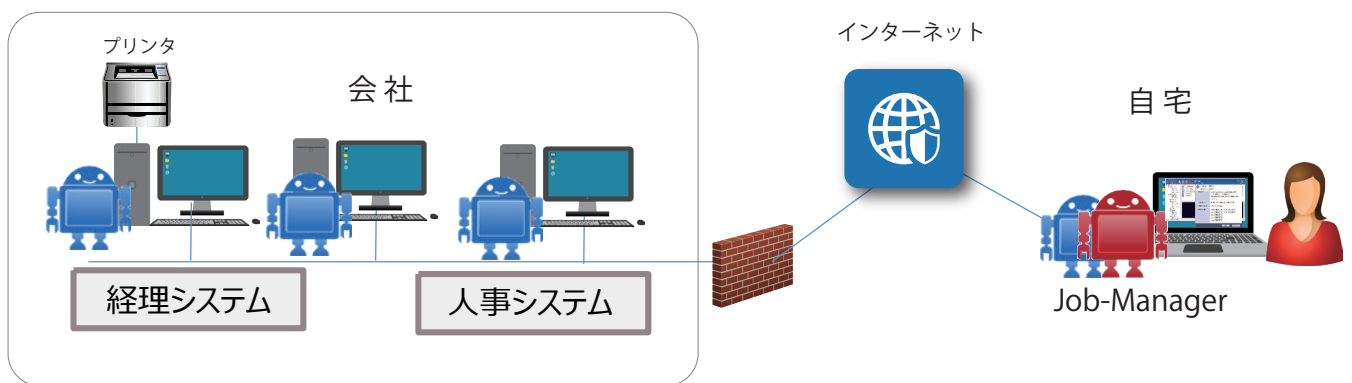 プリンタ
会 社
インターネット
自 宅
経理システム
人事システム
Job-Manager